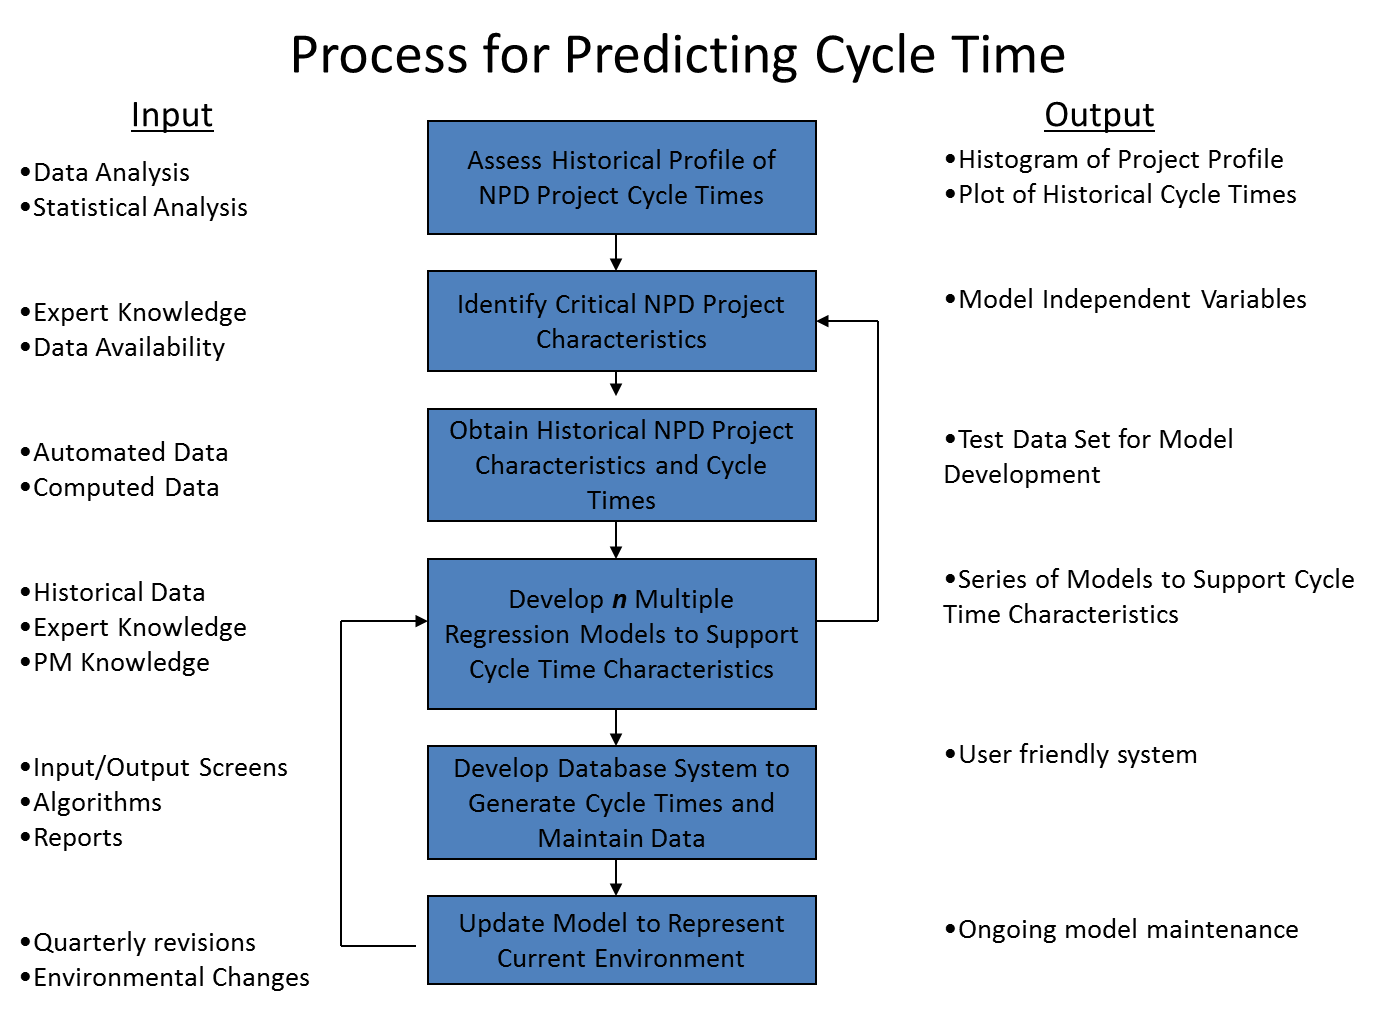 Process for Predicting Cycle Time
Input
Output
•Data Analysis
•Statistical Analysis
Assess Historical Profile of
NPD Project Cycle Times
•Histogram of Project Profile
•Plot of Historical Cycle Times
•Expert Knowledge
•Data Availability
Identify Critical NPD Project
Characteristics
•Model Independent Variables
•Automated Data
•Computed Data
Obtain Historical NPD Project
Characteristics and Cycle
Times
•Test Data Set for Model
Development
•Historical Data
•Expert Knowledge
•PM Knowledge
Develop n Multiple
Regression Models to Support
Cycle Time Characteristics
•Series of Models to Support Cycle
Time Characteristics
•Input/Output Screens
•Algorithms
•Reports
Develop Database System to
Generate Cycle Times and
Maintain Data
•User friendly system
•Quarterly revisions
•Environmental Changes
Update Model to Represent
Current Environment
•Ongoing model maintenance